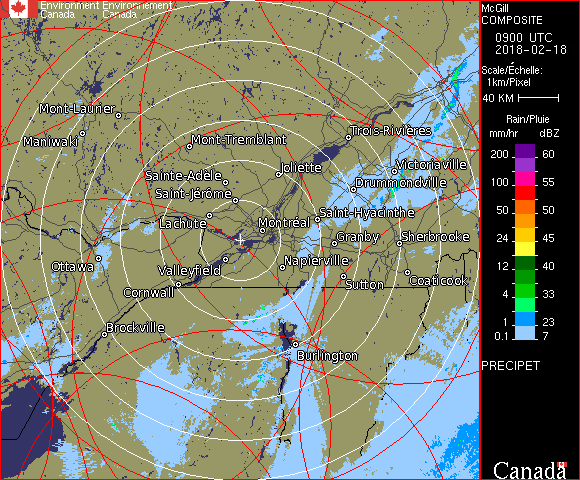 Environment Environnement
Canada Canada
Mont-Laurier
Maniwaki
Mont-Tremblant
Trois-Rivières
Sainte-Adèle
Joliette
Victoriaville
Saint-Jérôme
Drummondville
Lachute
Saint-Hyacinthe
Montréal
Granby
Sherbrooke
Ottawa
Valleyfield
Napierville
Cornwall
Sutton
Coaticook
Brockville
Burlington
McGill
COMPOSITE
0900 UTC
2018-02-18
Scale/Échelle:
1km/Pixel
40 KM
Rain/Pluie
mm/hr dBZ
200 60
150 57
100 55
50 50
24 45
12 40
4 33
1 23
0.1 7
PRECIPET
Canada